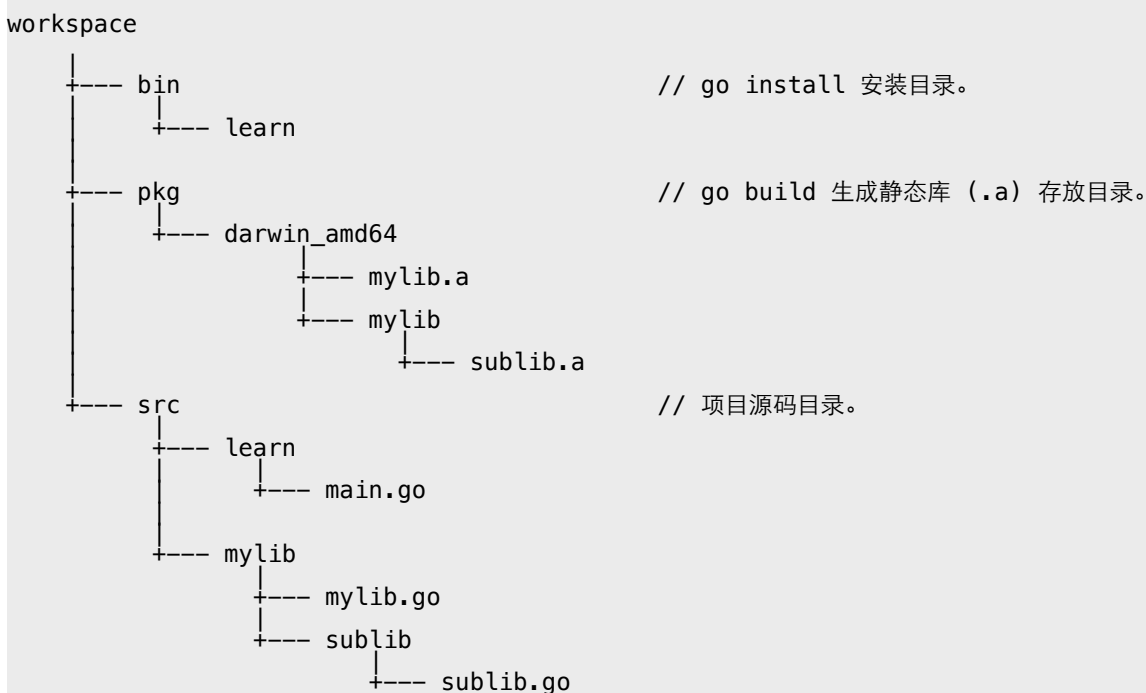 workspace
|
+--- bin // go install 安装目录。
| |
| +--- learn
|
+--- pkg // go build 生成静态库 (.a) 存放目录。
| |
| +--- darwin_amd64
| |
| +--- mylib.a
| |
| +--- mylib
| |
| +--- sublib.a
|
+--- src // 项目源码目录。
|
+--- learn
| |
| +--- main.go
|
+--- mylib
|
+--- mylib.go
|
+--- sublib
|
+--- sublib.go